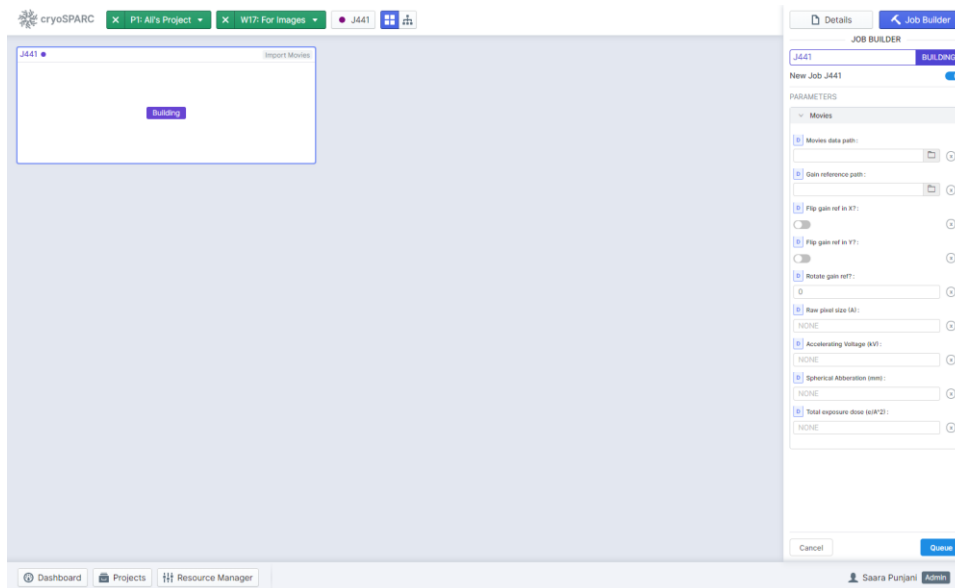 cryoSPARC
× P1: All's Project
× W17: For Images
J441
Details
Job Builder
J441
Import Movies
Building
JOB BUILDER
J441
BUILDING
New Job J441
PARAMETERS
Movies
D Movies data path:
D Gain reference path:
D Flip gain ref in X?:
D Flip gain ref in Y?:
D Rotate gain ref?:
0
D Raw pixel size (A):
NONE
D Accelerating Voltage (kV):
NONE
D Spherical Abberation (mm):
NONE
D Total exposure dose (e/A^2):
NONE
Cancel
Queue
Dashboard
Projects
Resource Manager
Saara Punjani
Admin